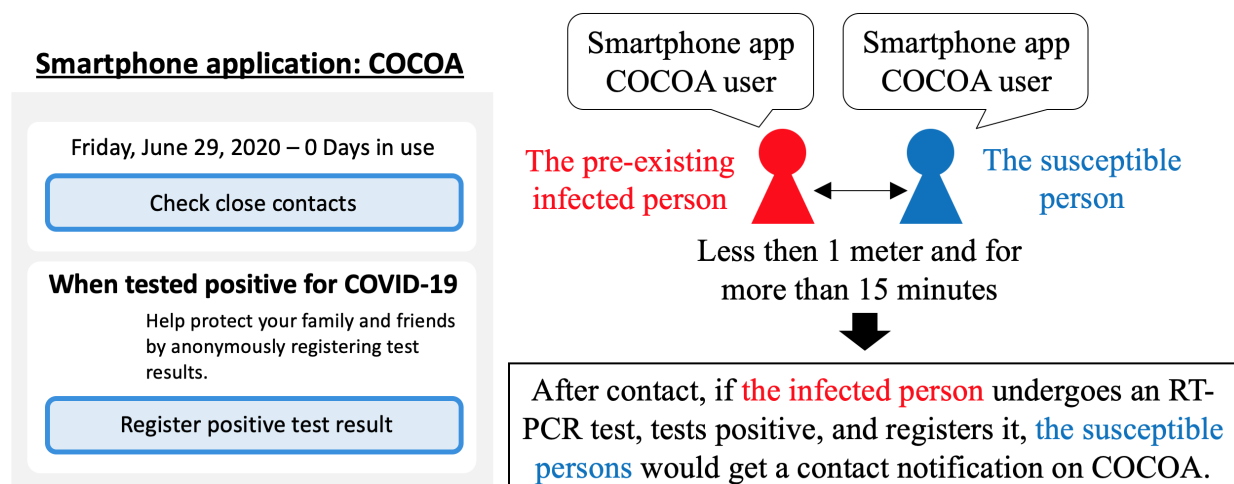 Smartphone application: COCOA
Friday, June 29, 2020 – 0 Days in use
Check close contacts
When tested positive for COVID-19
Help protect your family and friends
by anonymously registering test
results.
Register positive test result
Smartphone app
COCOA user
Smartphone app
COCOA user
The pre-existing
infected person
The susceptible
person
Less then 1 meter and for
more than 15 minutes
After contact, if the infected person undergoes an RT-
PCR test, tests positive, and registers it, the susceptible
persons would get a contact notification on COCOA.